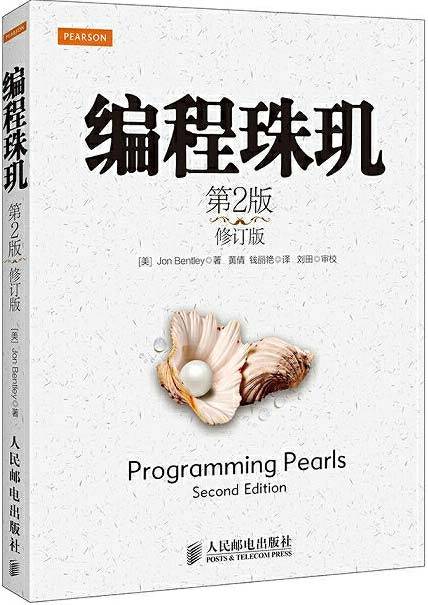 PEARSON
编程珠玑
第2版
修订版
[美] Jon Bentley 著 黄倩 钱丽艳 译 刘田 审校
Programming Pearls
Second Edition
人民邮电出版社
POSTS & TELECOM PRESS
PEARSON
编程珠玑
第2版
修订版
[美] Jon Bentley 著
人民邮电出版社